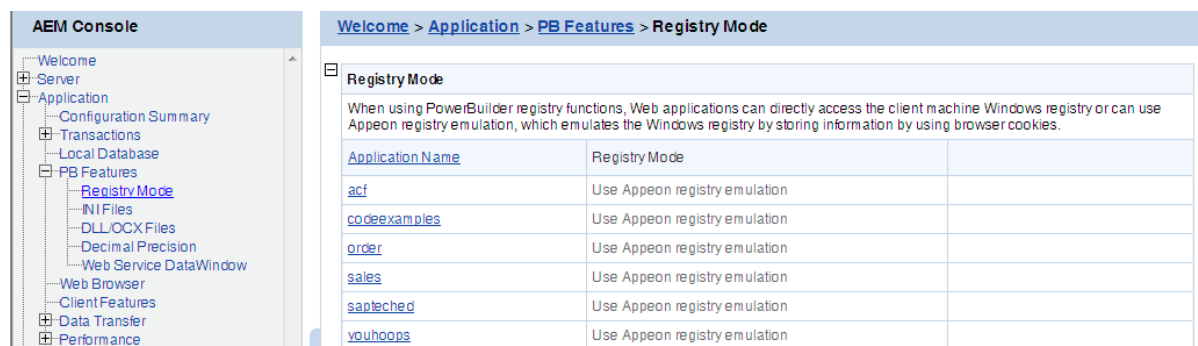 AEM Console
Welcome
Server
Application
Configuration Summary
Transactions
Local Database
PB Features
Registry Mode
INI Files
DLL/OCX Files
Decimal Precision
Web Service DataWindow
Web Browser
Client Features
Data Transfer
Performance
Welcome > Application > PB Features > Registry Mode
Registry Mode
When using PowerBuilder registry functions, Web applications can directly access the client machine Windows registry or can use
Appeon registry emulation, which emulates the Windows registry by storing information by using browser cookies.
Application Name Registry Mode
acf Use Appeon registry emulation
codeexamples Use Appeon registry emulation
order Use Appeon registry emulation
sales Use Appeon registry emulation
sapteched Use Appeon registry emulation
youhoops Use Appeon registry emulation